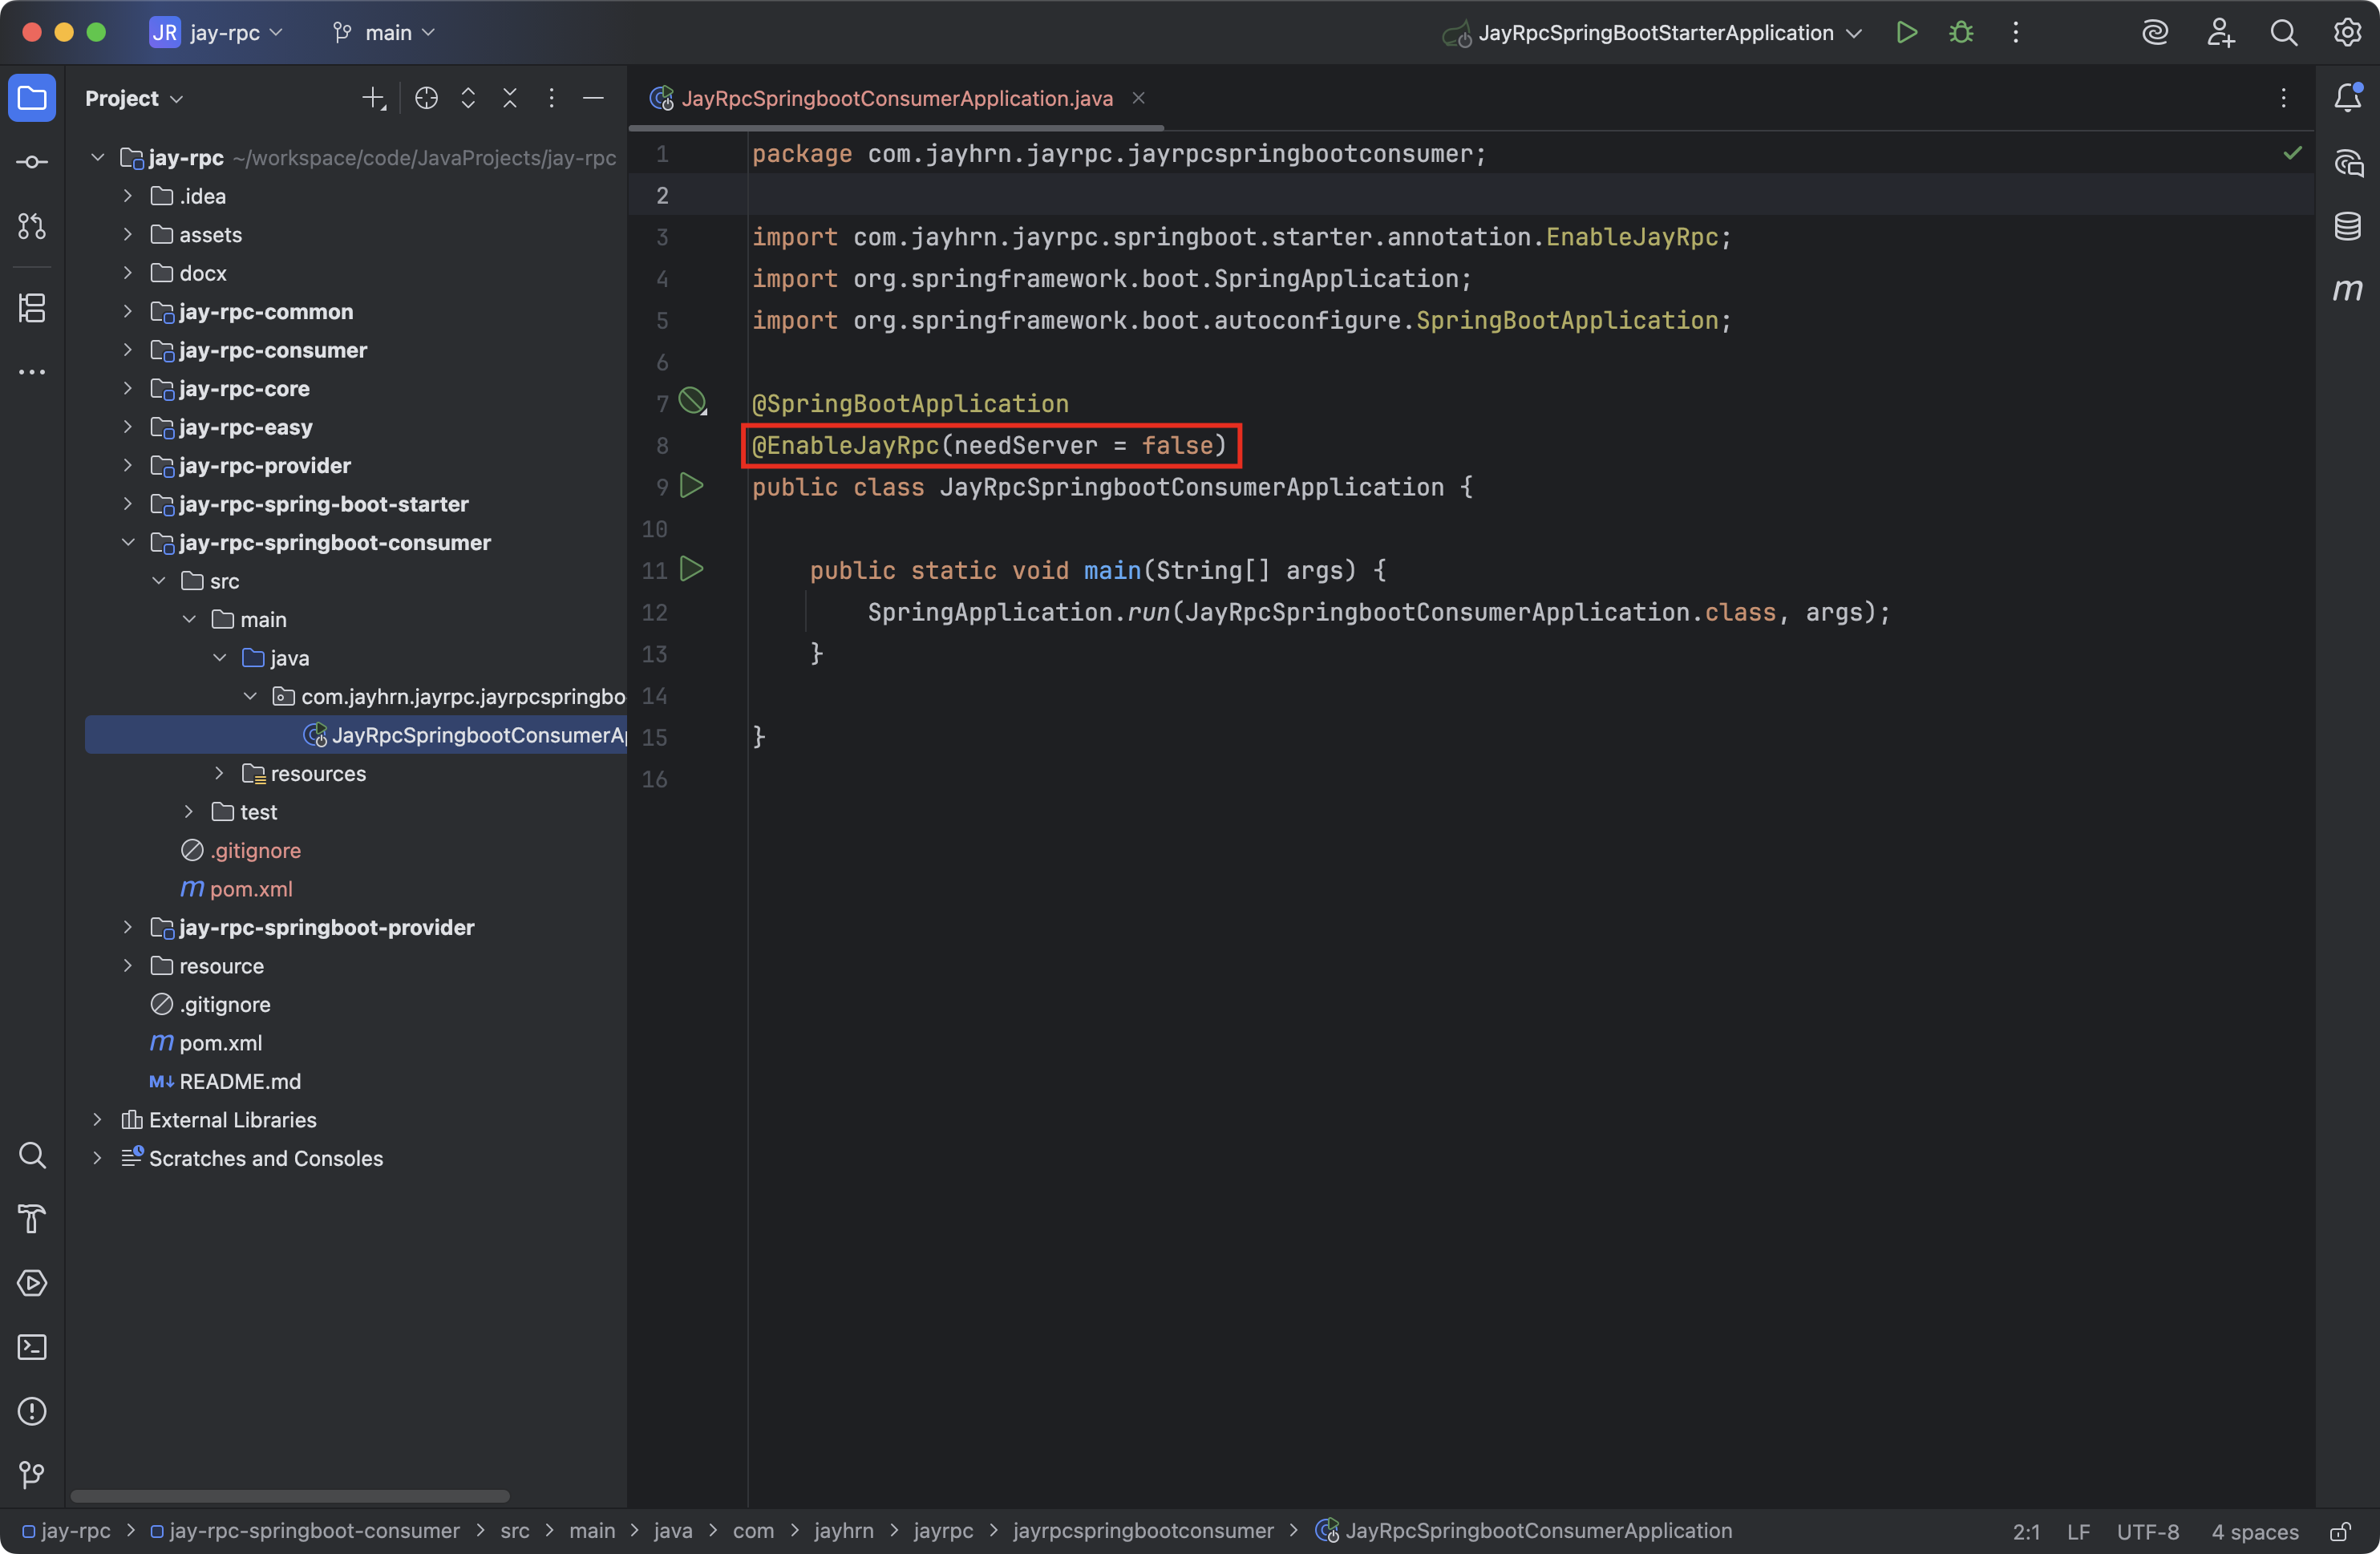 JR jay-rpc main JayRpcSpringBootStarterApplication
Project
jay-rpc ~/workspace/code/JavaProjects/jay-rpc
.idea
assets
docx
jay-rpc-common
jay-rpc-consumer
jay-rpc-core
jay-rpc-easy
jay-rpc-provider
jay-rpc-spring-boot-starter
jay-rpc-springboot-consumer
src
main
java
com.jayhrn.jayrpc.jayrpcspringbo
JayRpcSpringbootConsumerAp
resources
test
.gitignore
m pom.xml
jay-rpc-springboot-provider
resource
.gitignore
m pom.xml
M↓ README.md
External Libraries
Scratches and Consoles
JayRpcSpringbootConsumerApplication.java
1 package com.jayhrn.jayrpc.jayrpcspringbootconsumer;
2
3 import com.jayhrn.jayrpc.springboot.starter.annotation.EnableJayRpc;
4 import org.springframework.boot.SpringApplication;
5 import org.springframework.boot.autoconfigure.SpringBootApplication;
6
7 @SpringBootApplication
8 @EnableJayRpc(needServer = false)
9 public class JayRpcSpringbootConsumerApplication {
10
11 public static void main(String[] args) {
12 SpringApplication.run(JayRpcSpringbootConsumerApplication.class, args);
13 }
14
15 }
16
m
jay-rpc > jay-rpc-springboot-consumer > src > main > java > com > jayhrn > jayrpc > jayrpcspringbootconsumer > JayRpcSpringbootConsumerApplication 2:1 LF UTF-8 4 spaces